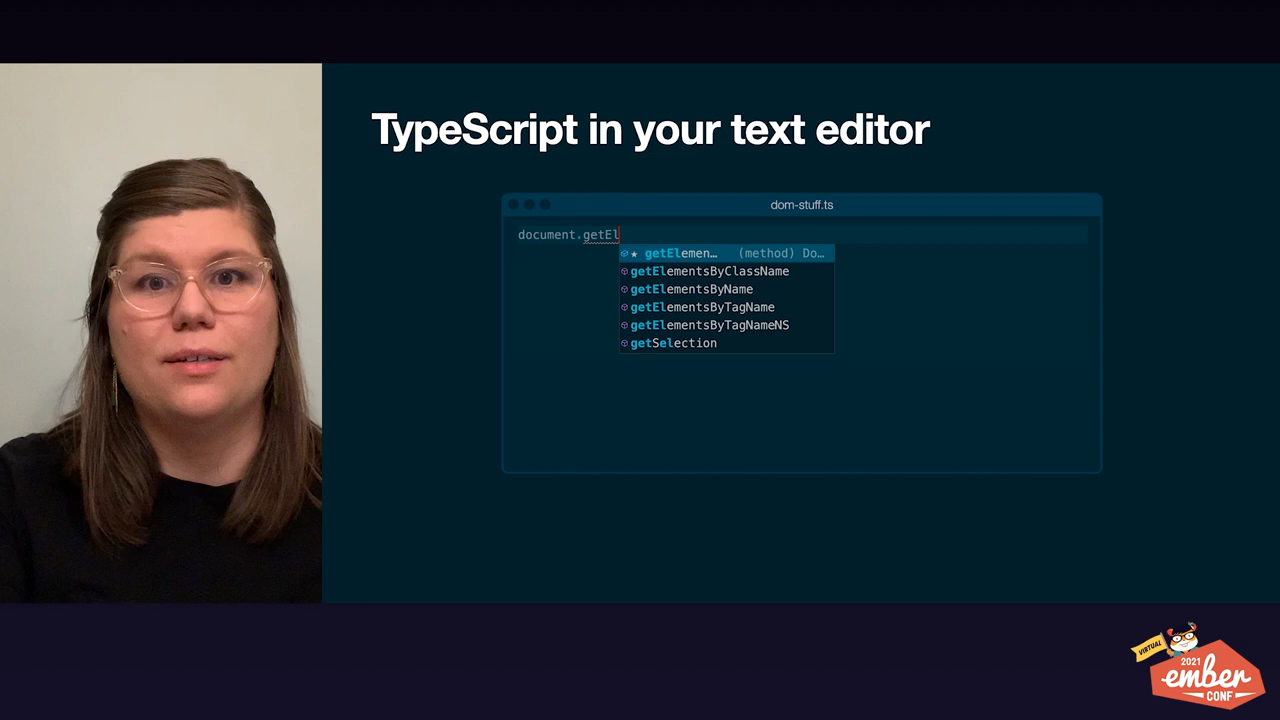 TypeScript in your text editor
dom-stuff.ts
document.getEl
★ getElemen… (method) Do…
getElementsByClassName
getElementsByName
getElementsByTagName
getElementsByTagNameNS
getSelection
VIRTUAL
2021
ember
CONF